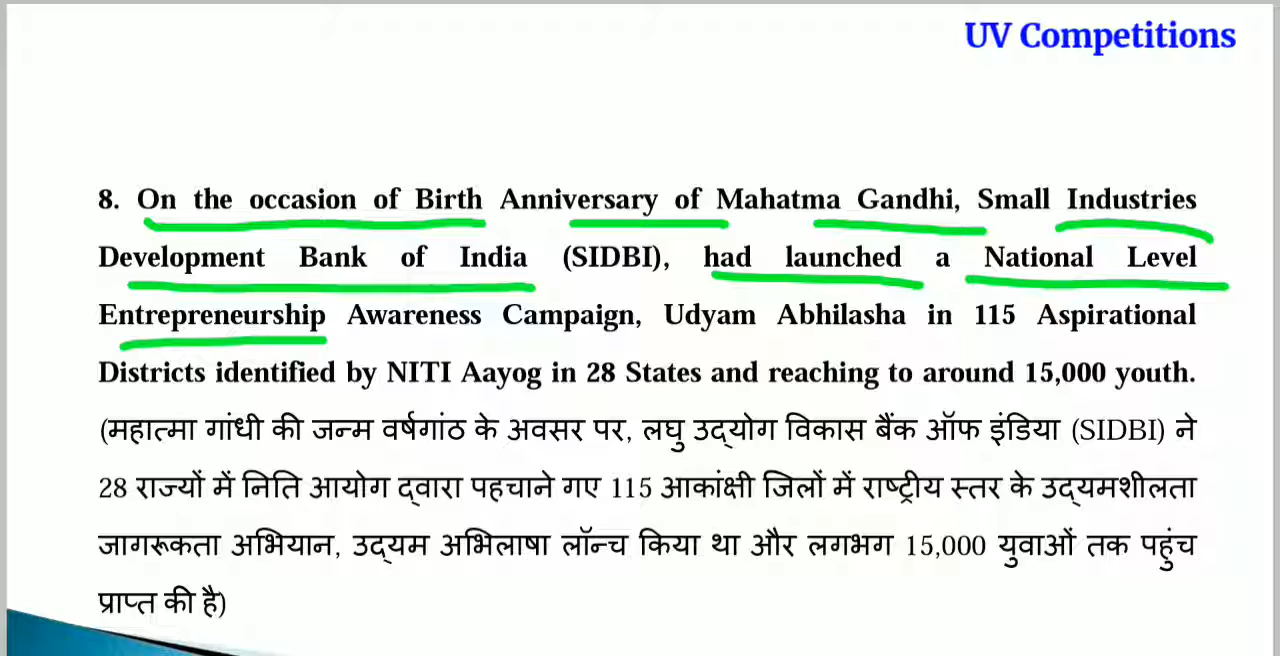 UV Competitions
8. On the occasion of Birth Anniversary of Mahatma Gandhi, Small Industries
Development Bank of India (SIDBI), had launched a National Level
Entrepreneurship Awareness Campaign, Udyam Abhilasha in 115 Aspirational
Districts identified by NITI Aayog in 28 States and reaching to around 15,000 youth.
(महात्मा गांधी की जन्म वर्षगांठ के अवसर पर, लघु उद्योग विकास बैंक ऑफ इंडिया (SIDBI) ने
28 राज्यों में निति आयोग द्वारा पहचाने गए 115 आकांक्षी जिलों में राष्ट्रीय स्तर के उद्यमशीलता
जागरूकता अभियान, उद्यम अभिलाषा लॉन्च किया था और लगभग 15,000 युवाओं तक पहुंच
प्राप्त की है)